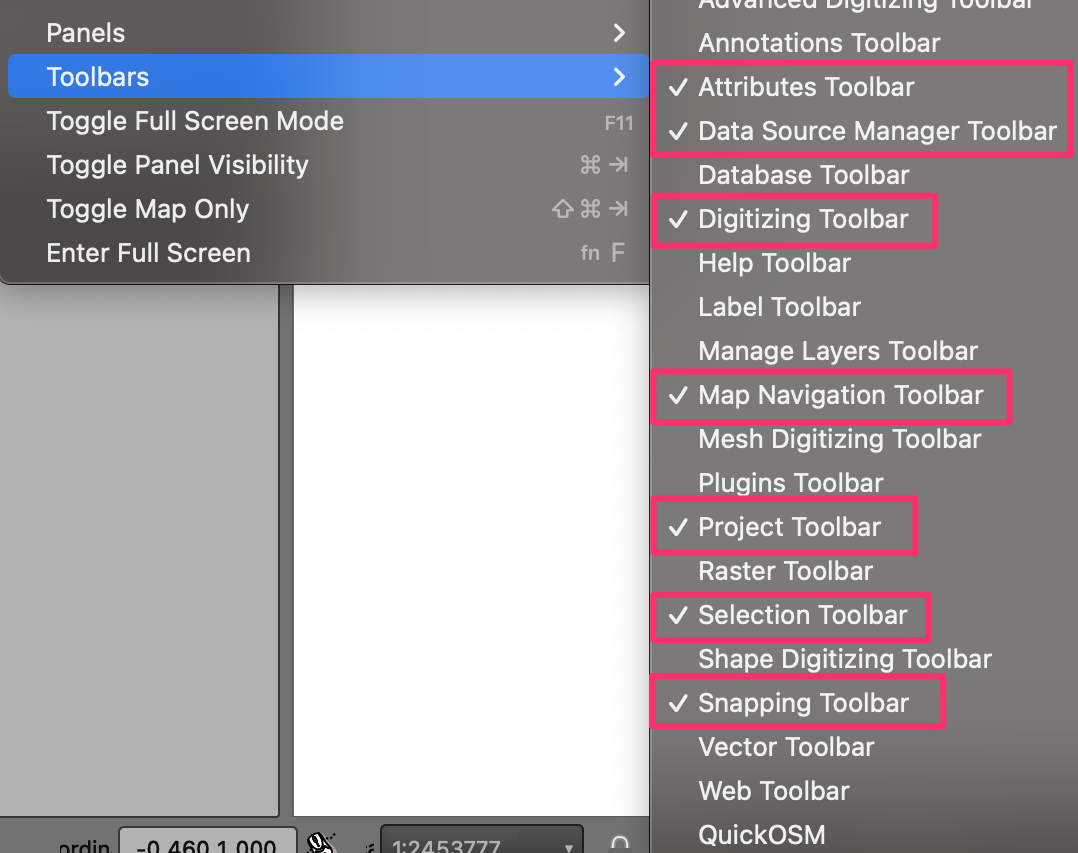 Panels
Toolbars
Toggle Full Screen Mode F11
Toggle Panel Visibility ⌘⇥
Toggle Map Only ⇧⌘⇥
Enter Full Screen fn F
Advanced Digitizing Toolbar
Annotations Toolbar
✓ Attributes Toolbar
✓ Data Source Manager Toolbar
Database Toolbar
✓ Digitizing Toolbar
Help Toolbar
Label Toolbar
Manage Layers Toolbar
✓ Map Navigation Toolbar
Mesh Digitizing Toolbar
Plugins Toolbar
✓ Project Toolbar
Raster Toolbar
✓ Selection Toolbar
Shape Digitizing Toolbar
✓ Snapping Toolbar
Vector Toolbar
Web Toolbar
QuickOSM
-0.460 1.000
1:2453777